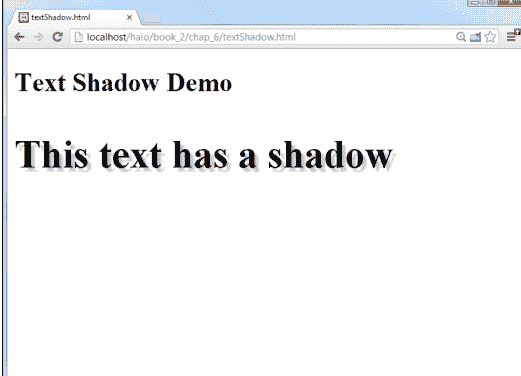 textShadow.html
localhost/haio/book_2/chap_6/textShadow.html
Text Shadow Demo
This text has a shadow